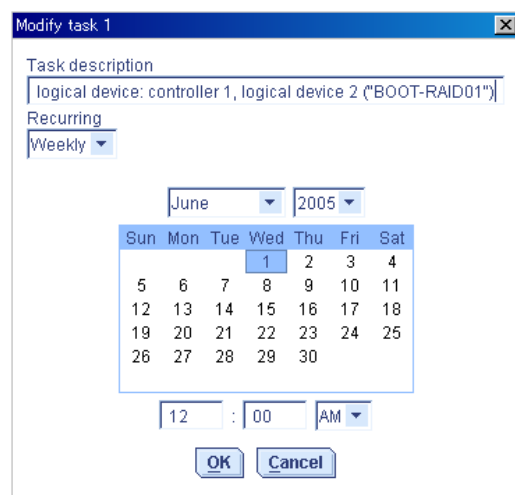 Modify task 1
Task description
logical device: controller 1, logical device 2 ("BOOT-RAID01")
Recurring
Weekly
June 2005
Sun Mon Tue Wed Thu Fri Sat
1 2 3 4
5 6 7 8 9 10 11
12 13 14 15 16 17 18
19 20 21 22 23 24 25
26 27 28 29 30
12 : 00 AM
OK Cancel